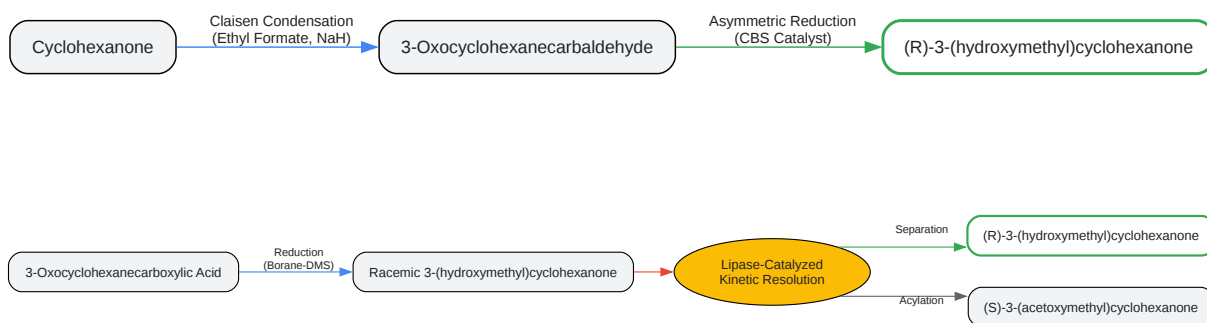 Cyclohexanone
Claisen Condensation
(Ethyl Formate, NaH)
3-Oxocyclohexanecarbaldehyde
Asymmetric Reduction
(CBS Catalyst)
(R)-3-(hydroxymethyl)cyclohexanone
3-Oxocyclohexanecarboxylic Acid
Reduction
(Borane-DMS)
Racemic 3-(hydroxymethyl)cyclohexanone
Lipase-Catalyzed
Kinetic Resolution
Separation
(R)-3-(hydroxymethyl)cyclohexanone
Acylation
(S)-3-(acetoxymethyl)cyclohexanone